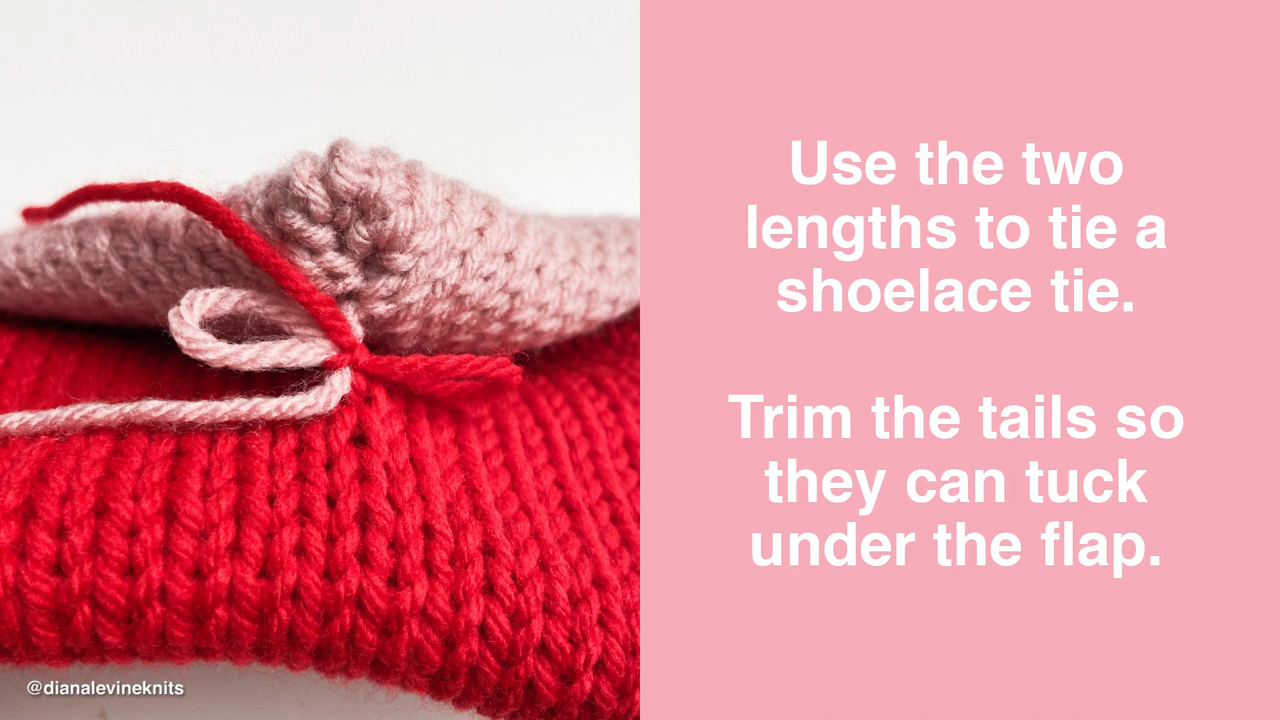 Use the two
lengths to tie a
shoelace tie.
Trim the tails so
they can tuck
under the flap.
@dianalevineknits